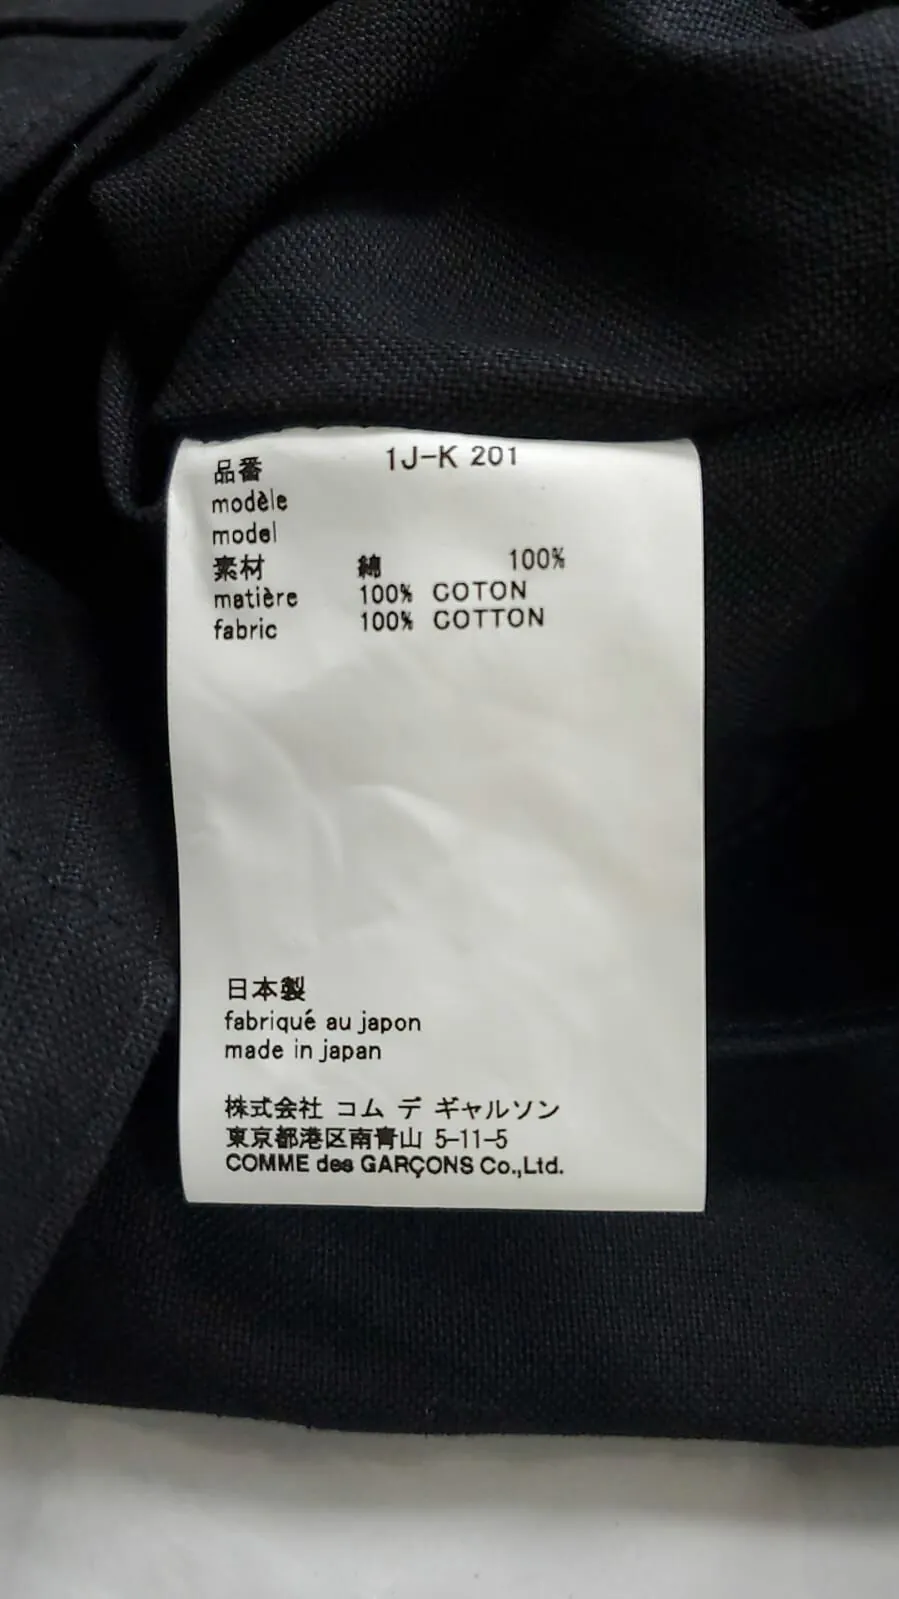 品番 1J-K 201
modèle
model
素材 綿 100%
matière 100% COTON
fabric 100% COTTON
日本製
fabriqué au japon
made in japan
株式会社 コム デ ギャルソン
東京都港区南青山 5-11-5
COMME des GARÇONS Co.,Ltd.